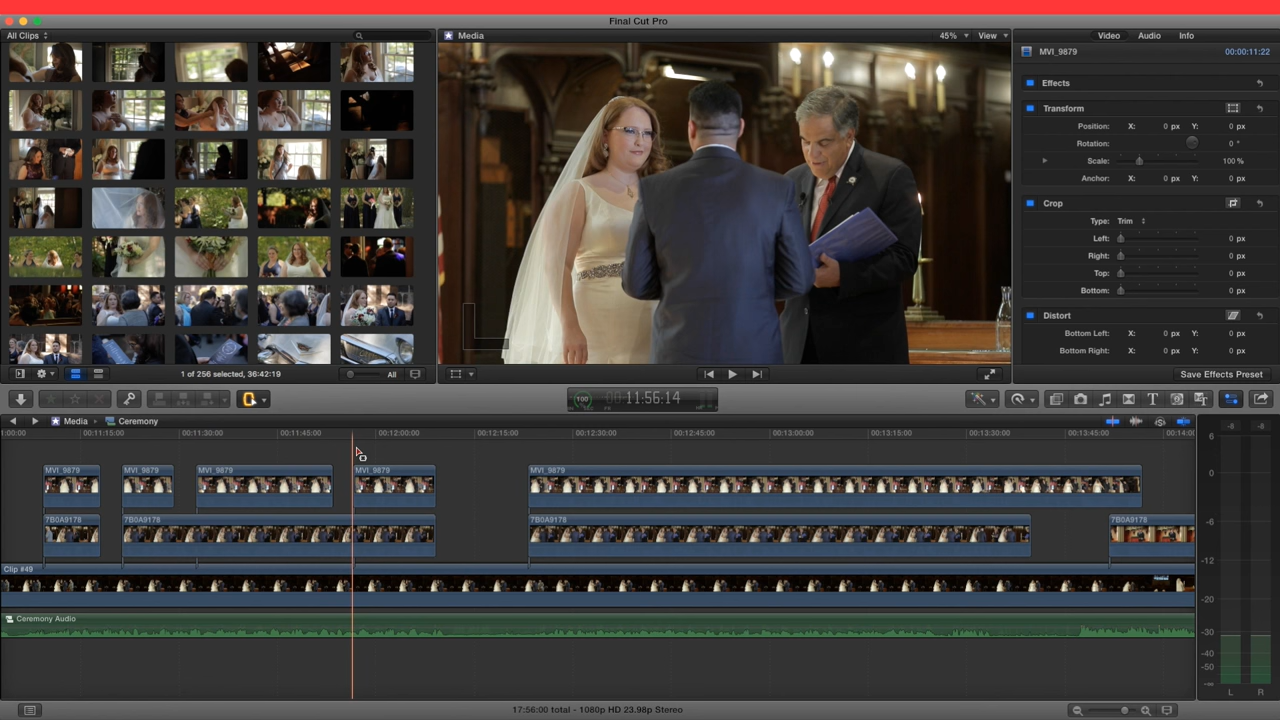 Final Cut Pro
All Clips
Media
45%
View
Video
Audio
Info
MVI_9879
00:00:11:22
Effects
Transform
Position: X: 0 px Y: 0 px
Rotation: 0 °
Scale: 100 %
Anchor: X: 0 px Y: 0 px
Crop
Type: Trim
Left: 0 px
Right: 0 px
Top: 0 px
Bottom: 0 px
Distort
Bottom Left: X: 0 px Y: 0 px
Bottom Right: X: 0 px Y: 0 px
1 of 256 selected, 36:42:19
All
Save Effects Preset
100
00:11:56:14
Media
Ceremony
1:00:00 00:11:15:00 00:11:30:00 00:11:45:00 00:12:00:00 00:12:15:00 00:12:30:00 00:12:45:00 00:13:00:00 00:13:15:00 00:13:30:00 00:13:45:00 00:14:0
MVI_9879 MVI_9879 MVI_9879 MVI_9879 MVI_9879
7B0A9178 7B0A9178 7B0A9178 7B0A9178
Clip #49
Ceremony Audio
-8 -8
6
0
-6
-12
-20
-30
-40
-50
-∞
L R
17:56:00 total - 1080p HD 23.98p Stereo